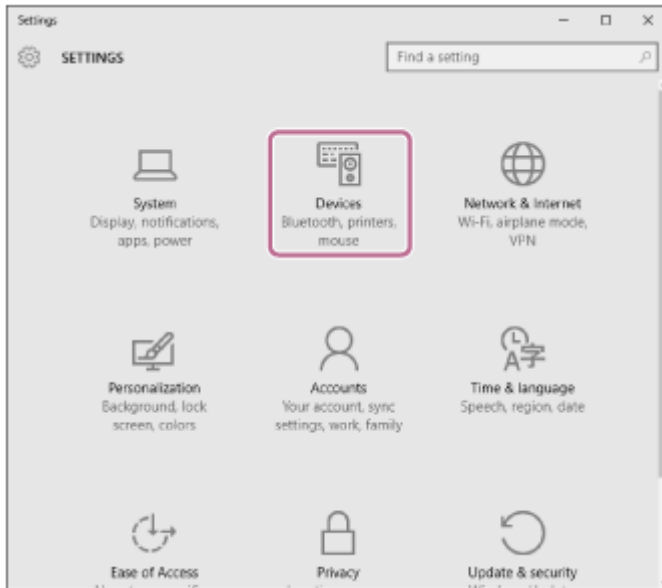 Settings
SETTINGS
Find a setting
System
Display, notifications,
apps, power
Devices
Bluetooth, printers,
mouse
Network & Internet
Wi-Fi, airplane mode,
VPN
Personalization
Background, lock
screen, colors
Accounts
Your account, sync
settings, work, family
Time & language
Speech, region, date
A字
Ease of Access
Privacy
Update & security